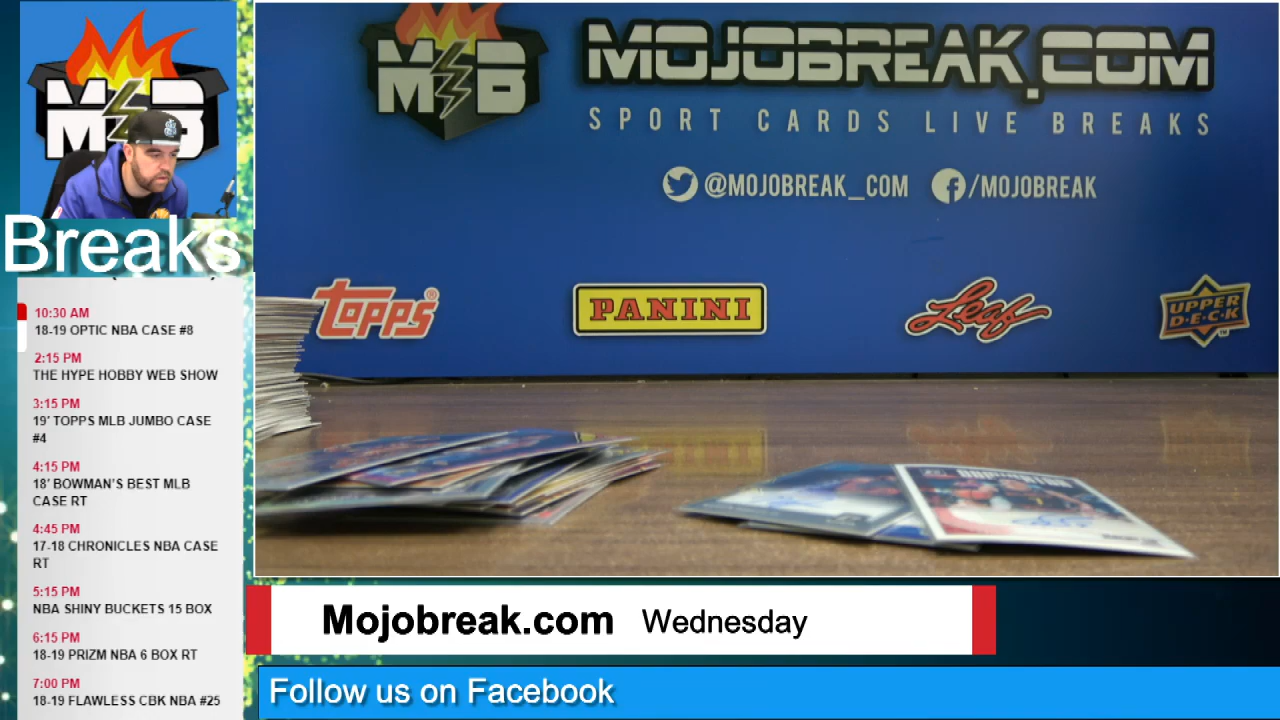 M B
MOJOBREAK.COM
SPORT CARDS LIVE BREAKS
@MOJOBREAK_COM
/MOJOBREAK
TOPPS®
PANINI
Leaf
UPPER
DECK
M B
Breaks
10:30 AM
18-19 OPTIC NBA CASE #8
2:15 PM
THE HYPE HOBBY WEB SHOW
3:15 PM
19' TOPPS MLB JUMBO CASE
#4
4:15 PM
18' BOWMAN'S BEST MLB
CASE RT
4:45 PM
17-18 CHRONICLES NBA CASE
RT
5:15 PM
NBA SHINY BUCKETS 15 BOX
6:15 PM
18-19 PRIZM NBA 6 BOX RT
7:00 PM
18-19 FLAWLESS CBK NBA #25
Mojobreak.com Wednesday
Follow us on Facebook